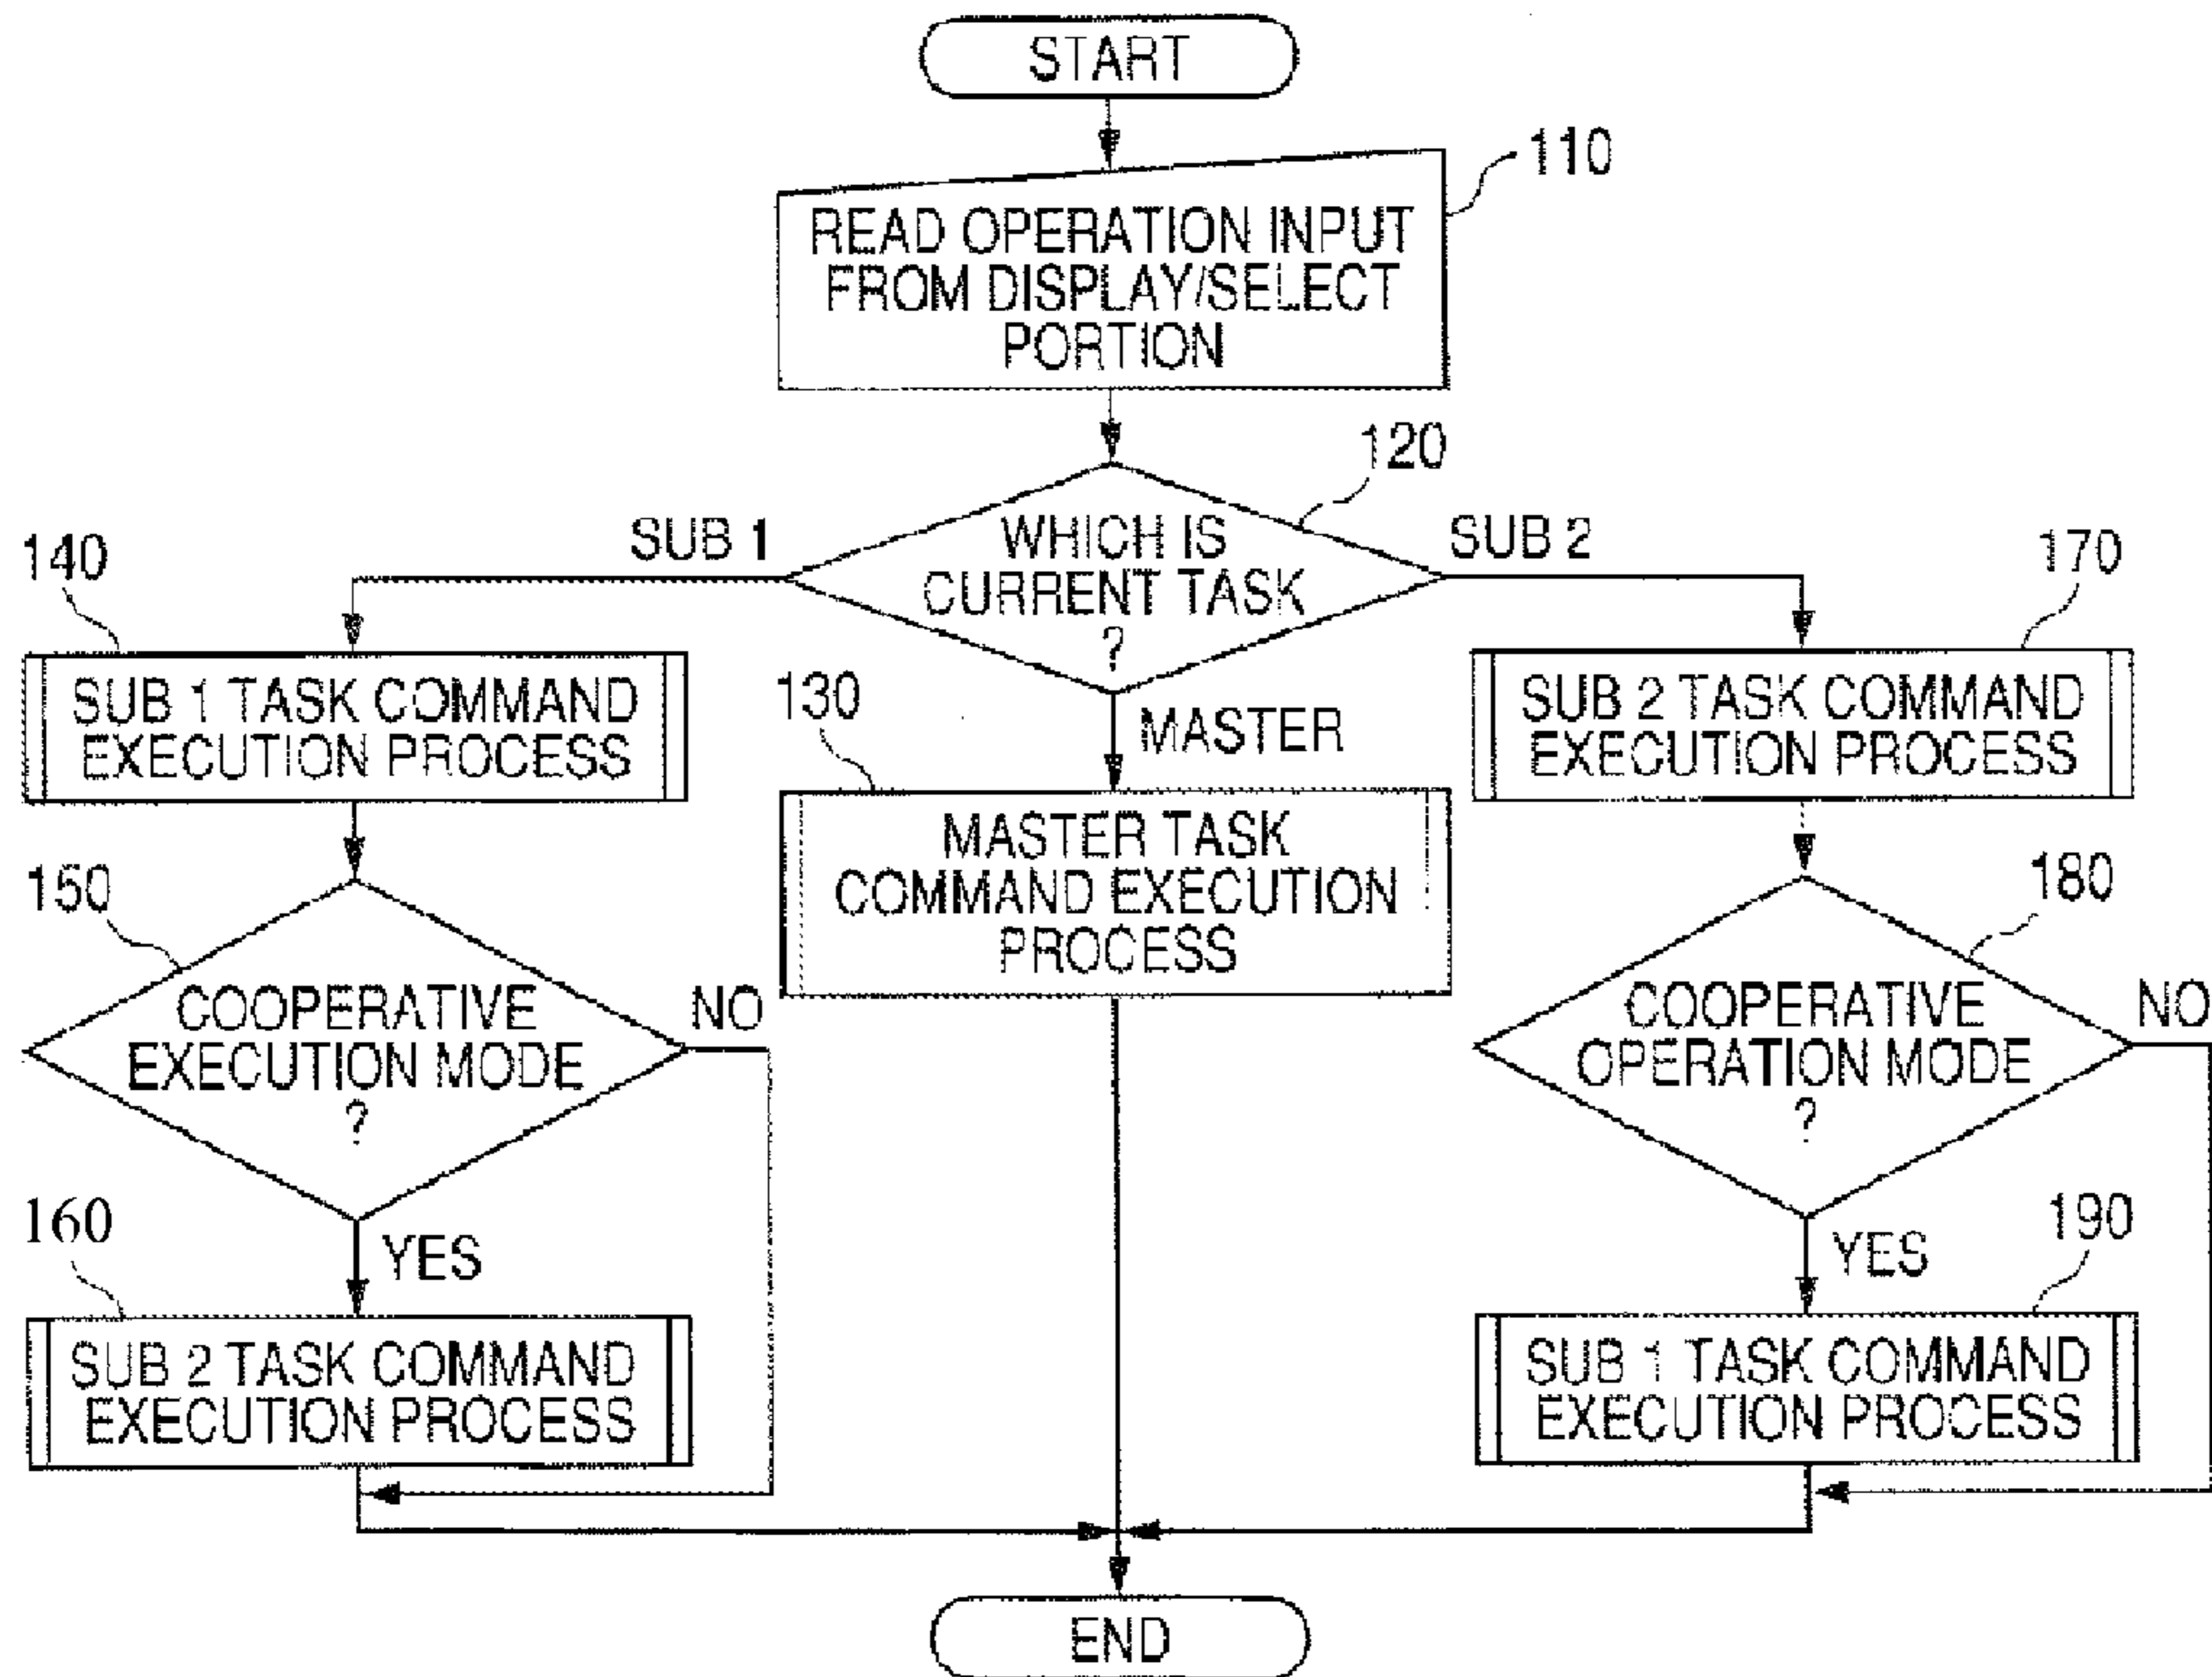 START
110
READ OPERATION INPUT
FROM DISPLAY/SELECT
PORTION
120
SUB 1
WHICH IS
CURRENT TASK
?
SUB 2
140
170
SUB 1 TASK COMMAND
EXECUTION PROCESS
130
MASTER
SUB 2 TASK COMMAND
EXECUTION PROCESS
MASTER TASK
COMMAND EXECUTION
PROCESS
150
COOPERATIVE
EXECUTION MODE
?
NO
180
COOPERATIVE
OPERATION MODE
?
NO
160
YES
190
YES
SUB 2 TASK COMMAND
EXECUTION PROCESS
SUB 1 TASK COMMAND
EXECUTION PROCESS
END